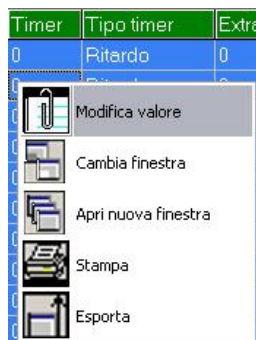 Timer Tipo timer Extra
0 Ritardo 0
Modifica valore
Cambia finestra
Apri nuova finestra
Stampa
Esporta